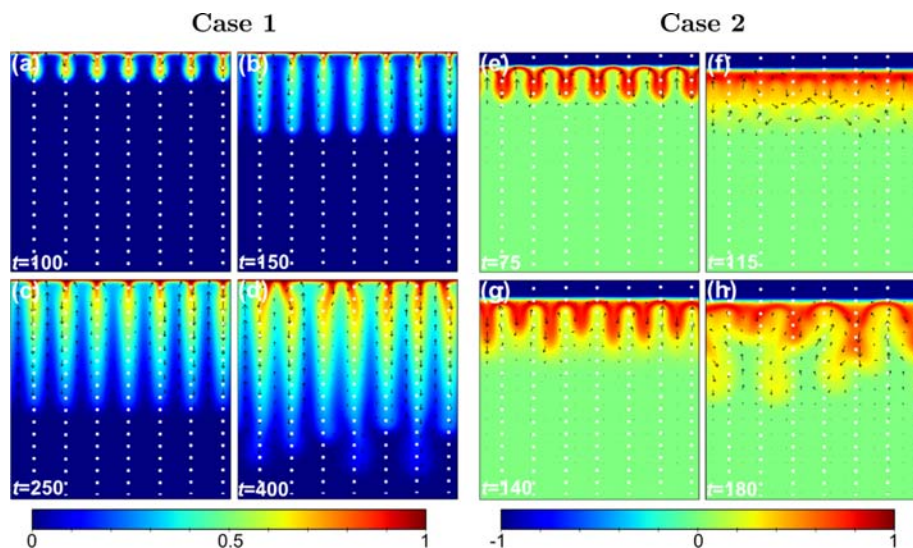 Case 1
Case 2
(a)
t=100
(b)
t=150
(c)
t=250
(d)
t=400
(e)
t=75
(f)
t=115
(g)
t=140
(h)
t=180
0 0.5 1
-1 0 1